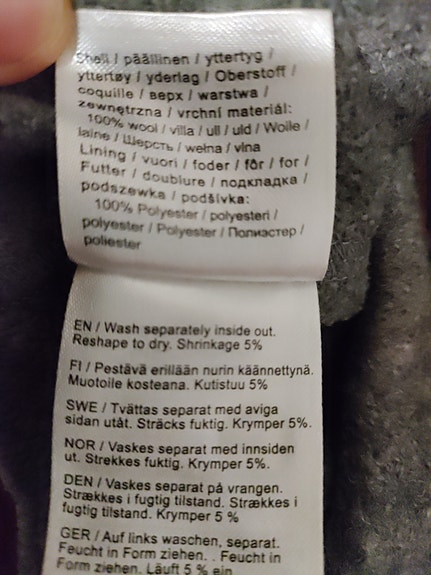 Shell / päällinen / yttertyg /
yttertøy / yderlag / Oberstoff /
coquille / верх / warstwa /
zewnętrzna / vrchní materiál:
100% wool / villa / ull / uld / Wolle /
laine / Шерсть / wełna / vlna
Lining / vuori / foder / fôr / for /
Futter / doublure / подкладка /
podszewka / podšívka:
100% Polyester / polyesteri /
polyester / Polyester / Полиэстер /
poliester
EN / Wash separately inside out.
Reshape to dry. Shrinkage 5%
FI / Pestävä erillään nurin käännettynä.
Muotoile kosteana. Kutistuu 5%
SWE / Tvättas separat med aviga
sidan utåt. Sträcks fuktig. Krymper 5%.
NOR / Vaskes separat med innsiden
ut. Strekkes fuktig. Krymper 5%.
DEN / Vaskes separat på vrangen.
Strækkes i fugtig tilstand. Strækkes i
fugtig tilstand. Krymper 5 %
GER / Auf links waschen, separat.
Feucht in Form ziehen. . Feucht in
Form ziehen. Läuft 5 % ein